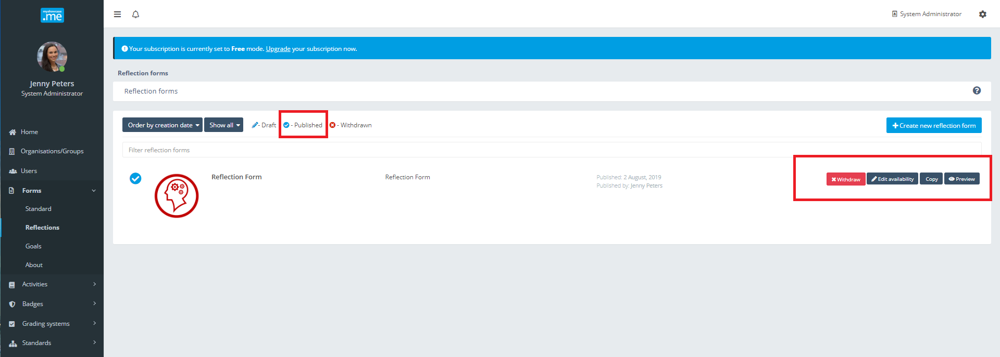 myshowcase
.me
System Administrator
Your subscription is currently set to Free mode. Upgrade your subscription now.
Jenny Peters
System Administrator
Reflection forms
Reflection forms
Order by creation date
Show all
- Draft
- Published
- Withdrawn
Create new reflection form
Filter reflection forms
Reflection Form
Reflection Form
Published: 2 August, 2019
Published by: Jenny Peters
Withdraw
Edit availability
Copy
Preview
Home
Organisations/Groups
Users
Forms
Standard
Reflections
Goals
About
Activities
Badges
Grading systems
Standards